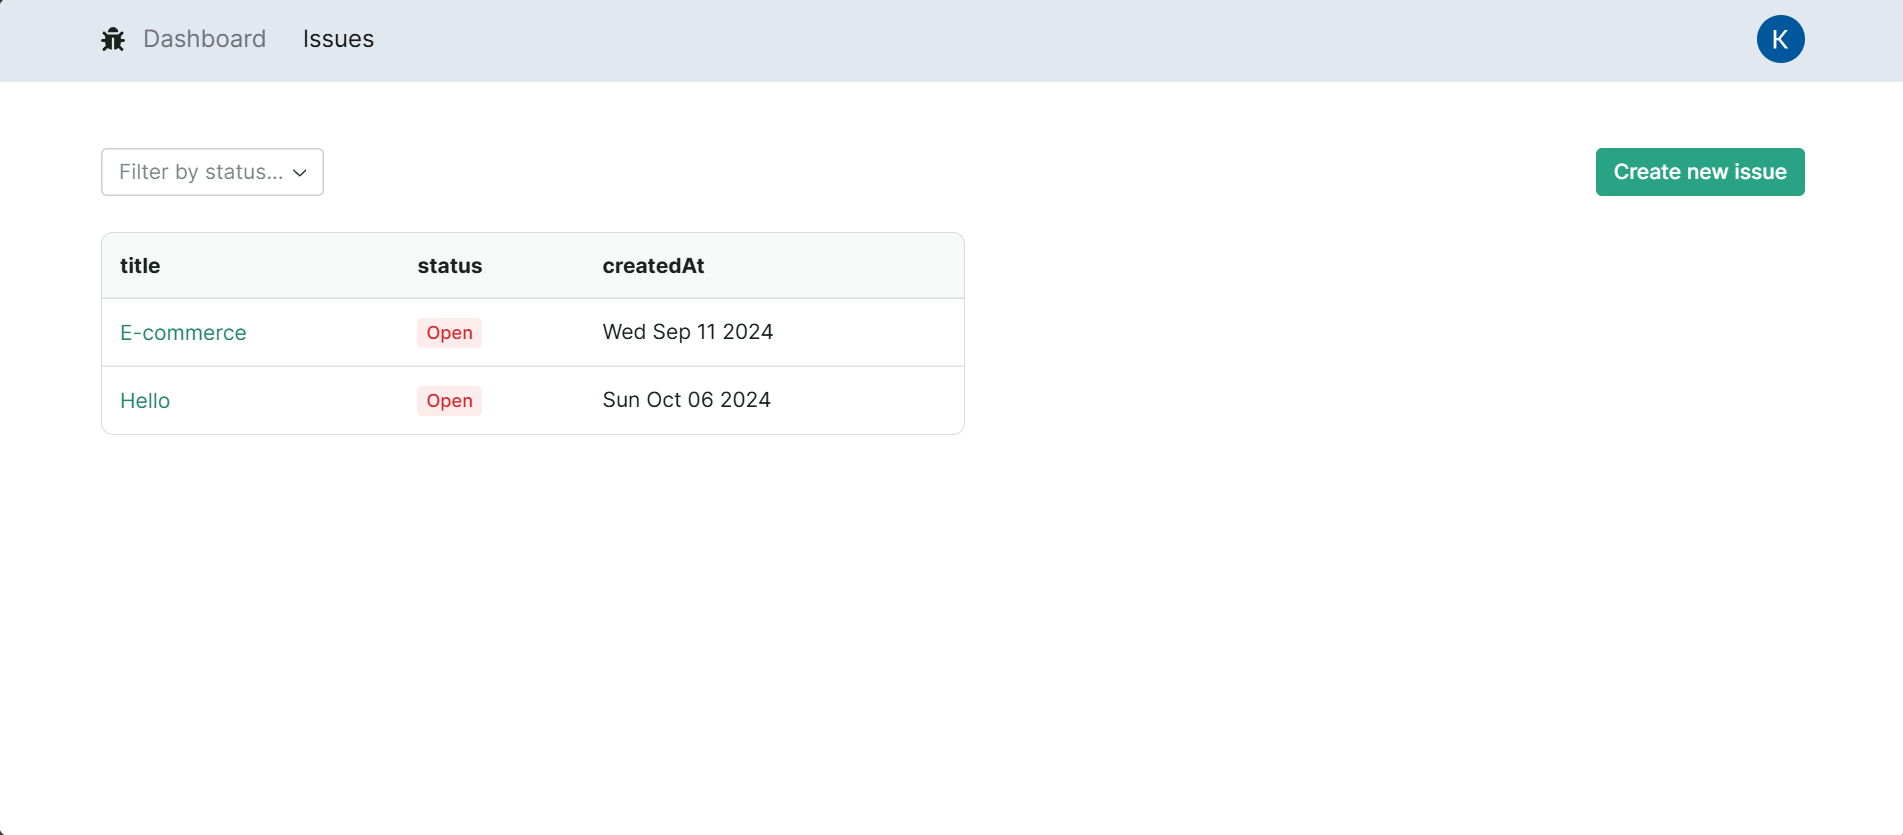 Dashboard Issues K
Filter by status... Create new issue
title status createdAt
E-commerce Open Wed Sep 11 2024
Hello Open Sun Oct 06 2024